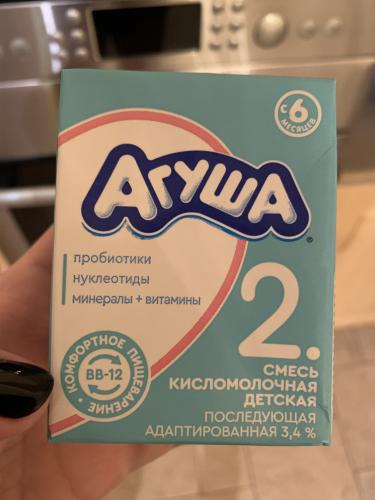 с 6
МЕСЯЦЕВ
АГУША
®
пробиотики
нуклеотиды
минералы + витамины
2.
• КОМФОРТНОЕ ПИЩЕВАРЕНИЕ
BB-12
СМЕСЬ
КИСЛОМОЛОЧНАЯ
ДЕТСКАЯ
ПОСЛЕДУЮЩАЯ
АДАПТИРОВАННАЯ 3,4 %